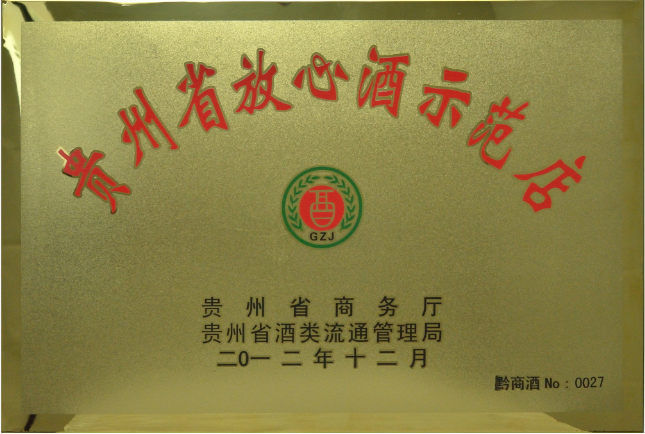 贵州省放心酒示范店
GZJ
贵州省商务厅
贵州省酒类流通管理局
二0一二年十二月
黔商酒 No：0027